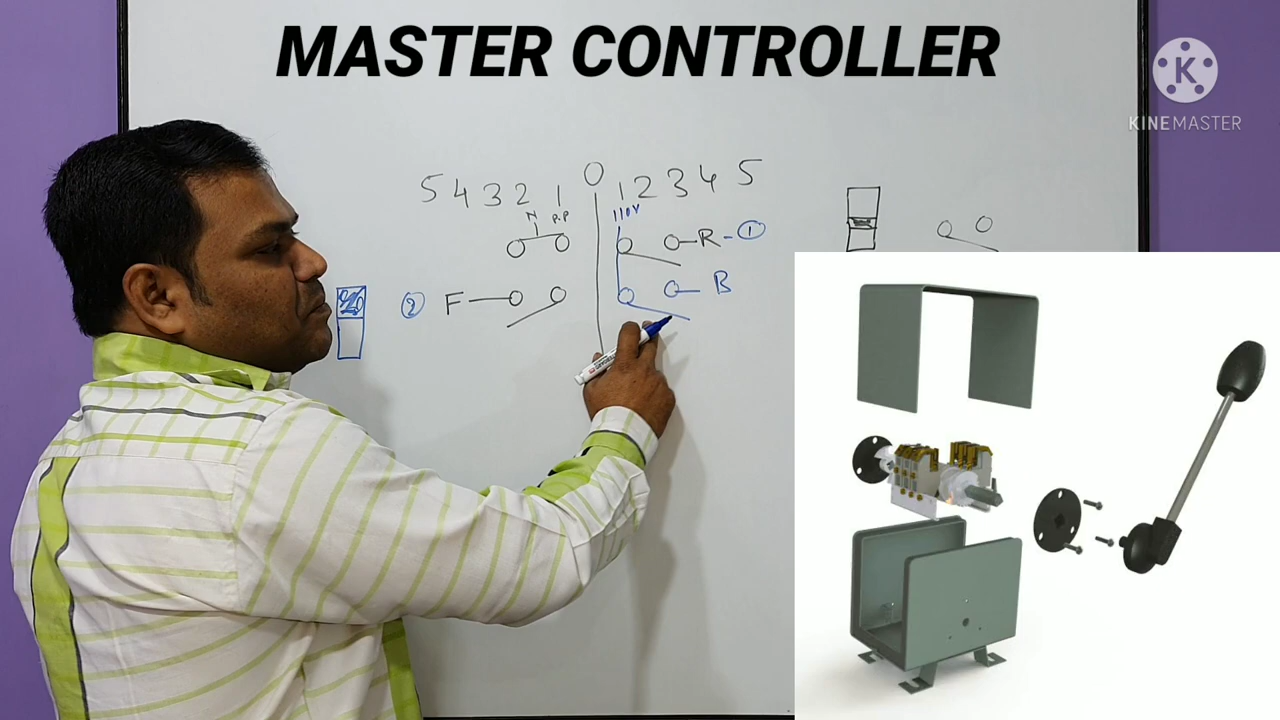 MASTER CONTROLLER
K
KINEMASTER
5 4 3 2 1 0 1 2 3 4 5
N P.P 110V
R - 1
2 F B